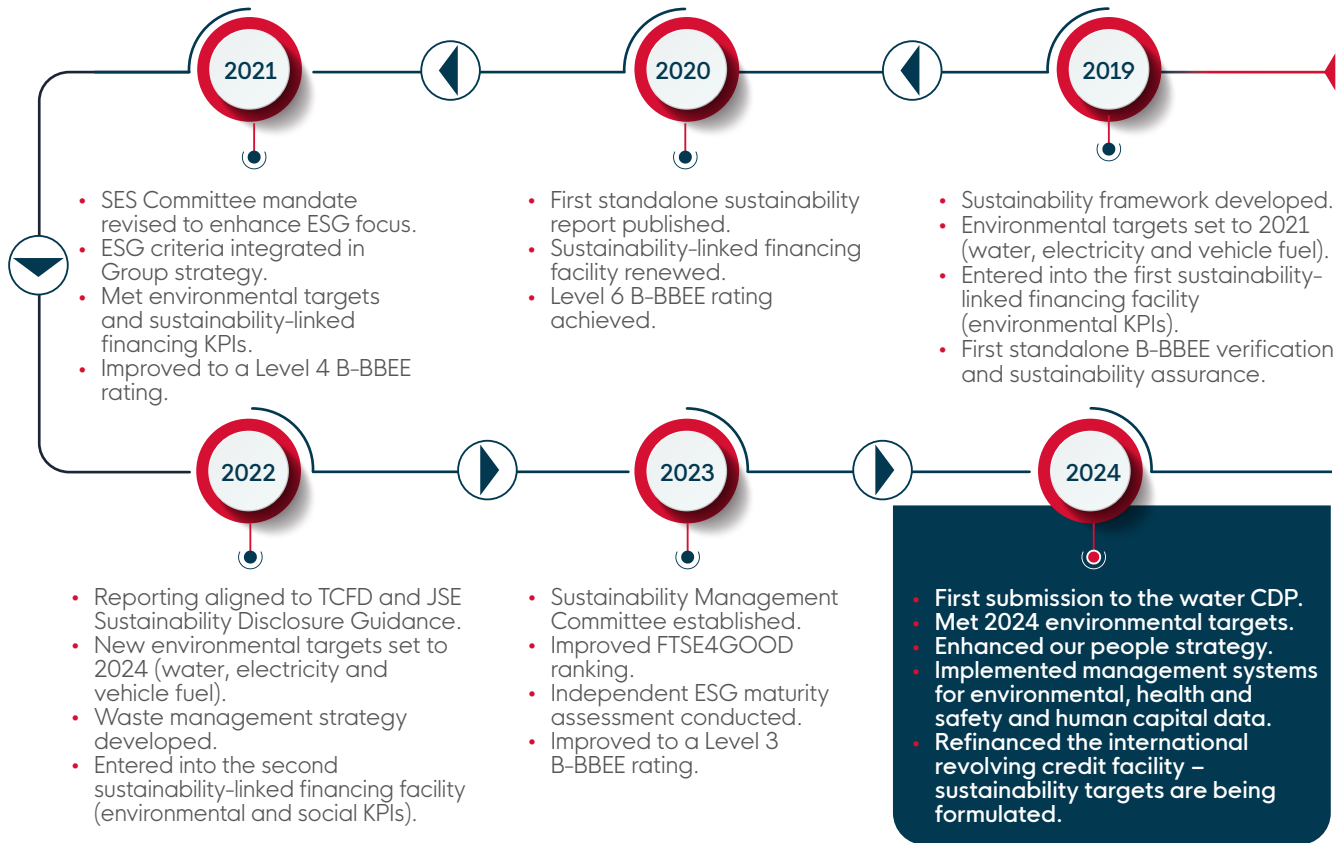 2021
2020
2019
• SES Committee mandate
revised to enhance ESG focus.
• ESG criteria integrated in
Group strategy.
• Met environmental targets
and sustainability-linked
financing KPIs.
• Improved to a Level 4 B-BBEE
rating.
• First standalone sustainability
report published.
• Sustainability-linked financing
facility renewed.
• Level 6 B-BBEE rating
achieved.
• Sustainability framework developed.
• Environmental targets set to 2021
(water, electricity and vehicle fuel).
• Entered into the first sustainability-
linked financing facility
(environmental KPIs).
• First standalone B-BBEE verification
and sustainability assurance.
2022
2023
2024
• Reporting aligned to TCFD and JSE
Sustainability Disclosure Guidance.
• New environmental targets set to
2024 (water, electricity and
vehicle fuel).
• Waste management strategy
developed.
• Entered into the second
sustainability-linked financing facility
(environmental and social KPIs).
• Sustainability Management
Committee established.
• Improved FTSE4GOOD
ranking.
• Independent ESG maturity
assessment conducted.
• Improved to a Level 3
B-BBEE rating.
• First submission to the water CDP.
• Met 2024 environmental targets.
• Enhanced our people strategy.
• Implemented management systems
for environmental, health and
safety and human capital data.
• Refinanced the international
revolving credit facility –
sustainability targets are being
formulated.